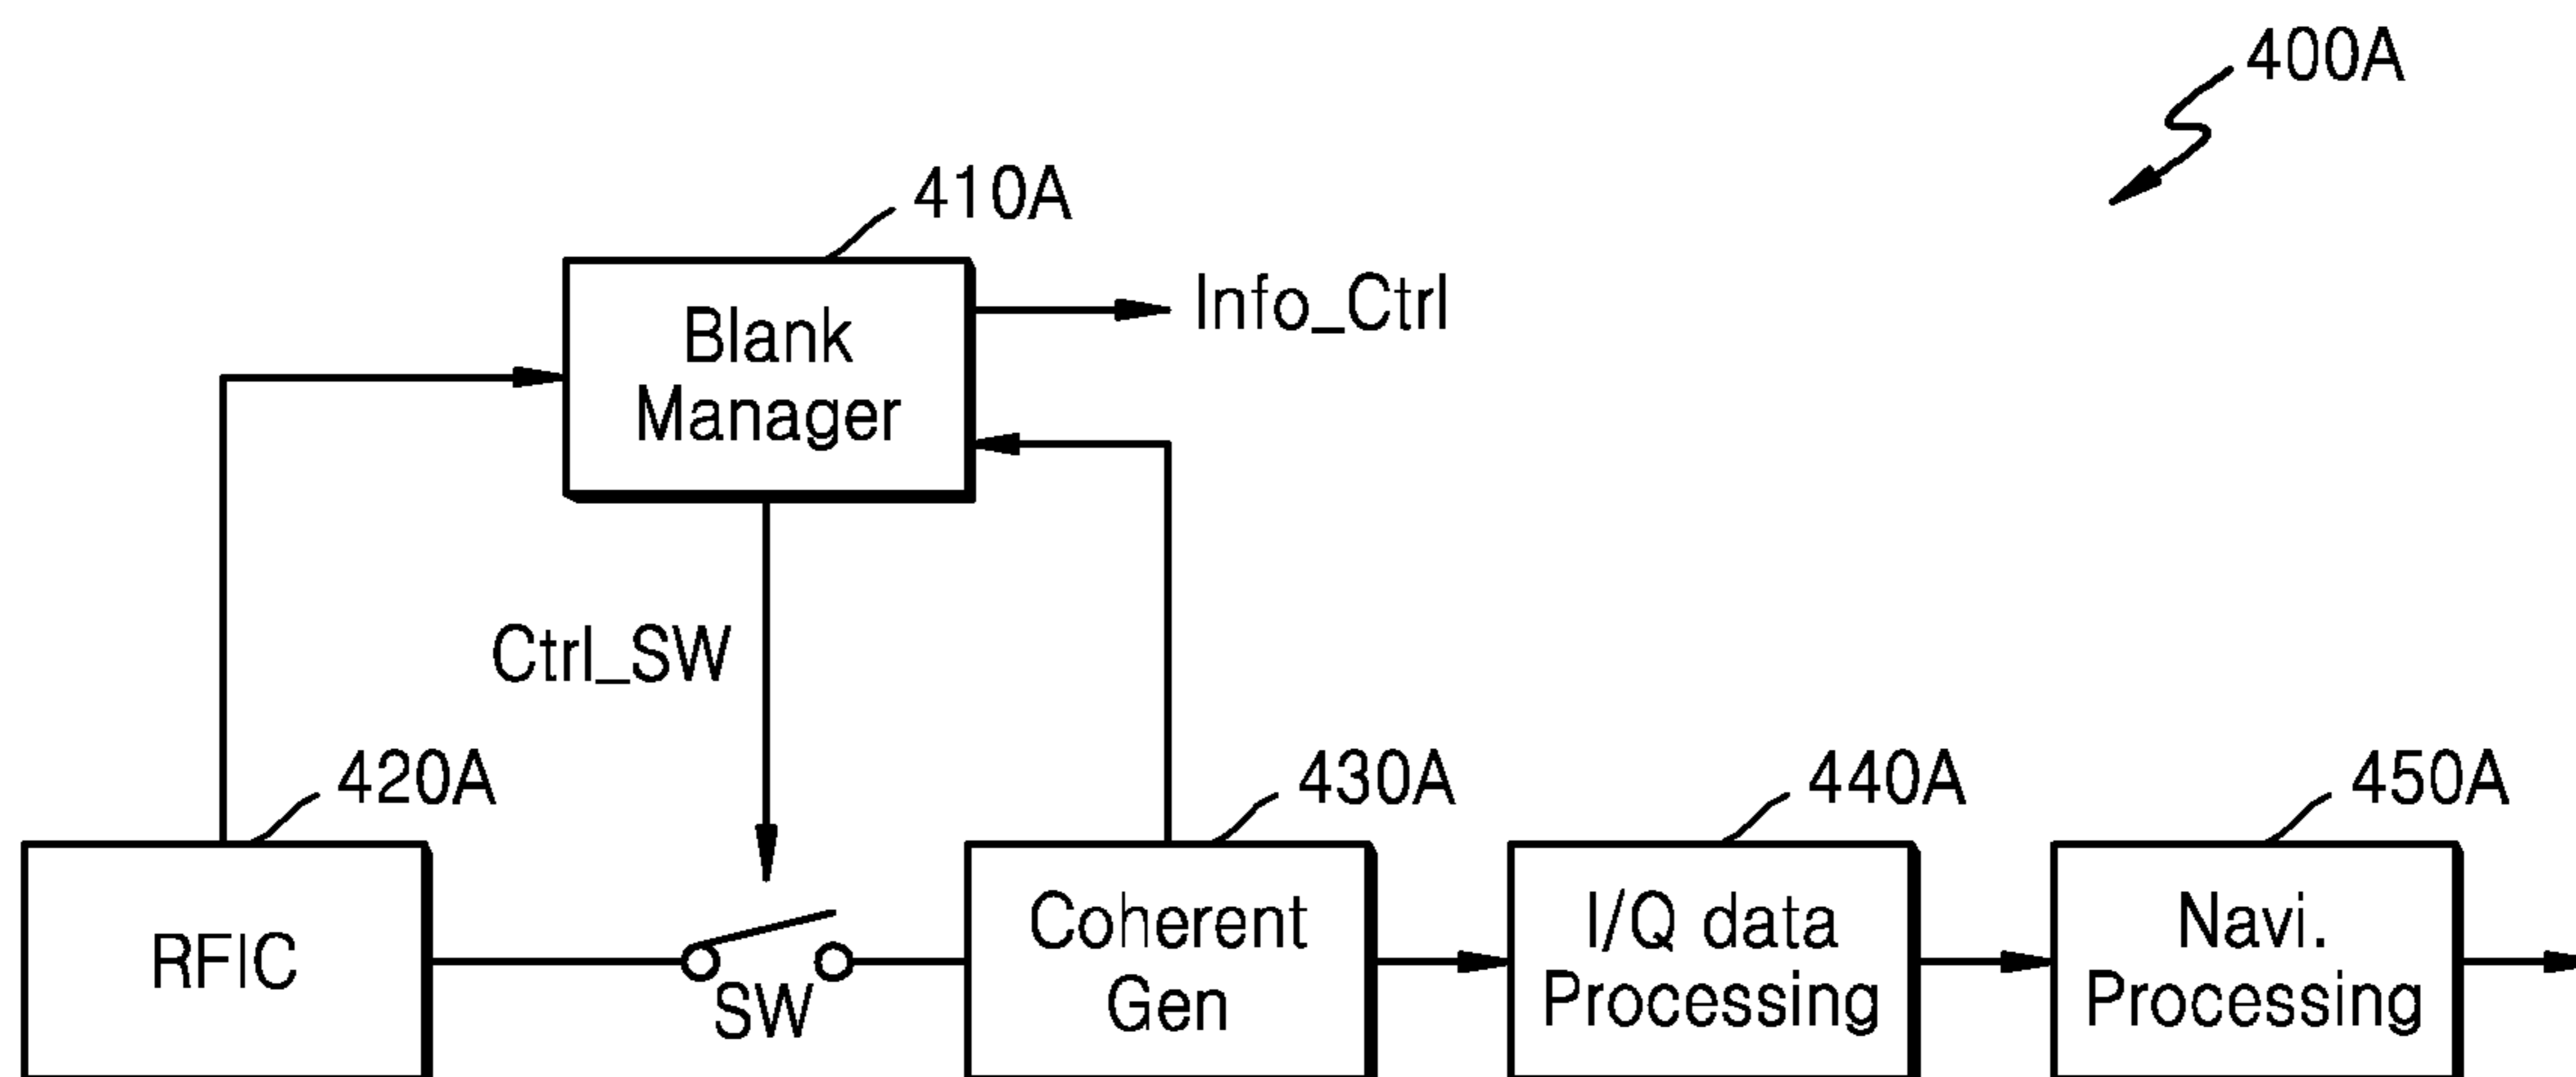 400A
410A
Blank
Manager
Info_Ctrl
Ctrl_SW
420A
430A
440A
450A
RFIC
SW
Coherent
Gen
I/Q data
Processing
Navi.
Processing